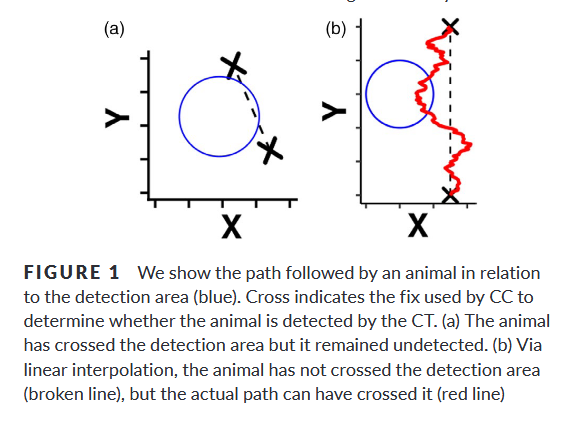 (a)
(b)
Y
X
Y
X
FIGURE 1 We show the path followed by an animal in relation
to the detection area (blue). Cross indicates the fix used by CC to
determine whether the animal is detected by the CT. (a) The animal
has crossed the detection area but it remained undetected. (b) Via
linear interpolation, the animal has not crossed the detection area
(broken line), but the actual path can have crossed it (red line)